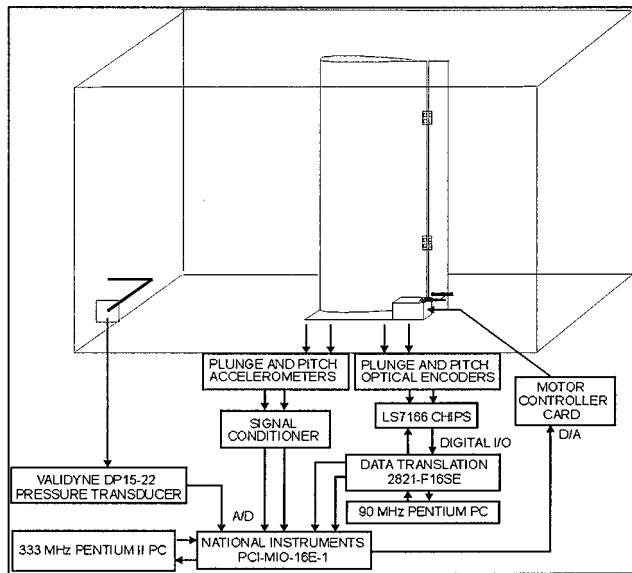 PLUNGE AND PITCH
ACCELEROMETERS
PLUNGE AND PITCH
OPTICAL ENCODERS
MOTOR
CONTROLLER
CARD
SIGNAL
CONDITIONER
LS7166 CHIPS
DIGITAL I/O
D/A
VALIDYNE DP15-22
PRESSURE TRANSDUCER
DATA TRANSLATION
2821-F16SE
90 MHz PENTIUM PC
A/D
333 MHz PENTIUM II PC
NATIONAL INSTRUMENTS
PCI-MIO-16E-1